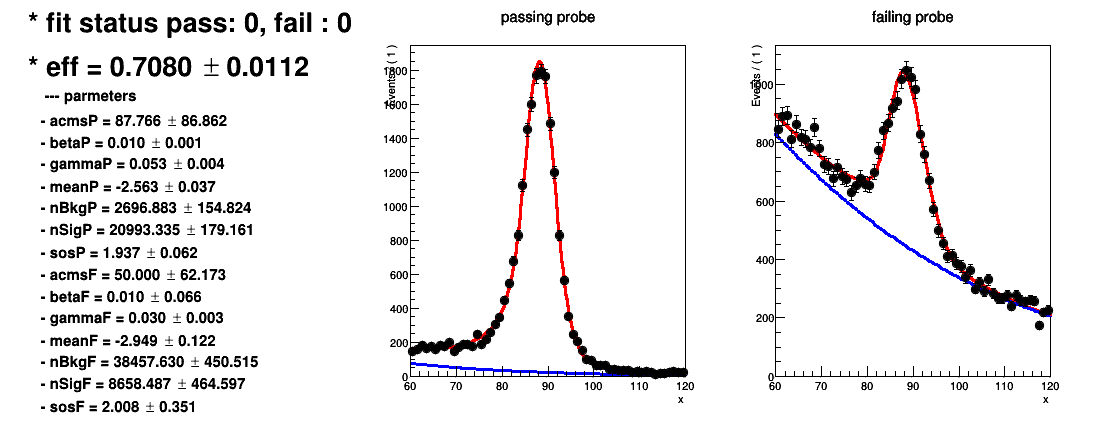 * fit status pass: 0, fail : 0
* eff = 0.7080 ± 0.0112
--- parmeters
- acmsP = 87.766 ± 86.862
- betaP = 0.010 ± 0.001
- gammaP = 0.053 ± 0.004
- meanP = -2.563 ± 0.037
- nBkgP = 2696.883 ± 154.824
- nSigP = 20993.335 ± 179.161
- sosP = 1.937 ± 0.062
- acmsF = 50.000 ± 62.173
- betaF = 0.010 ± 0.066
- gammaF = 0.030 ± 0.003
- meanF = -2.949 ± 0.122
- nBkgF = 38457.630 ± 450.515
- nSigF = 8658.487 ± 464.597
- sosF = 2.008 ± 0.351
passing probe
Events / ( 1 )
1800
1600
1400
1200
1000
800
600
400
200
0
60 70 80 90 100 110 120
x
failing probe
Events / ( 1 )
1000
800
600
400
200
0
60 70 80 90 100 110 120
x